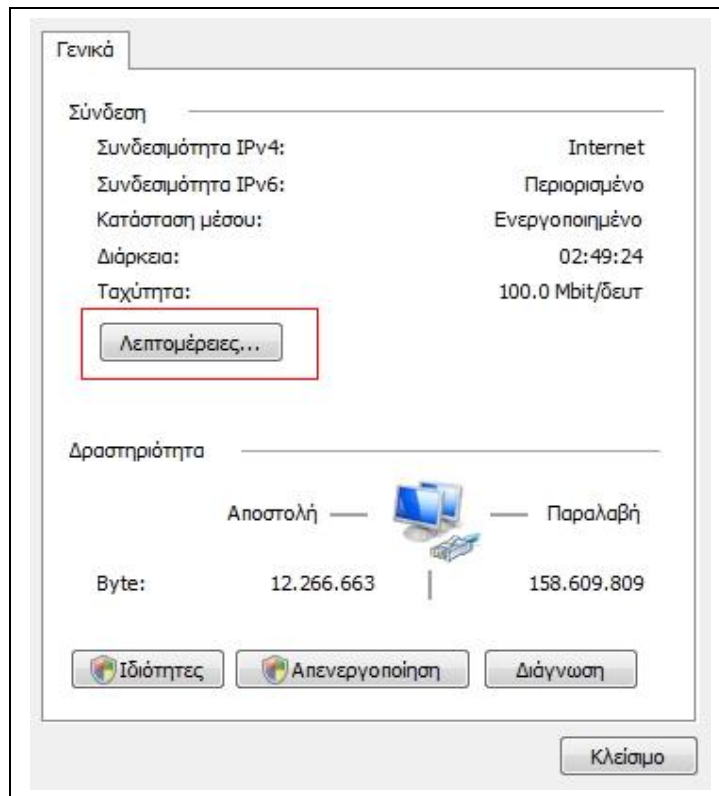 Γενικά
Σύνδεση
Συνδεσιμότητα IPv4: Internet
Συνδεσιμότητα IPv6: Περιορισμένο
Κατάσταση μέσου: Ενεργοποιημένο
Διάρκεια: 02:49:24
Ταχύτητα: 100.0 Mbit/δευτ
Λεπτομέρειες...
Δραστηριότητα
Αποστολή Παραλαβή
Byte: 12.266.663 158.609.809
Ιδιότητες Απενεργοποίηση Διάγνωση
Κλείσιμο